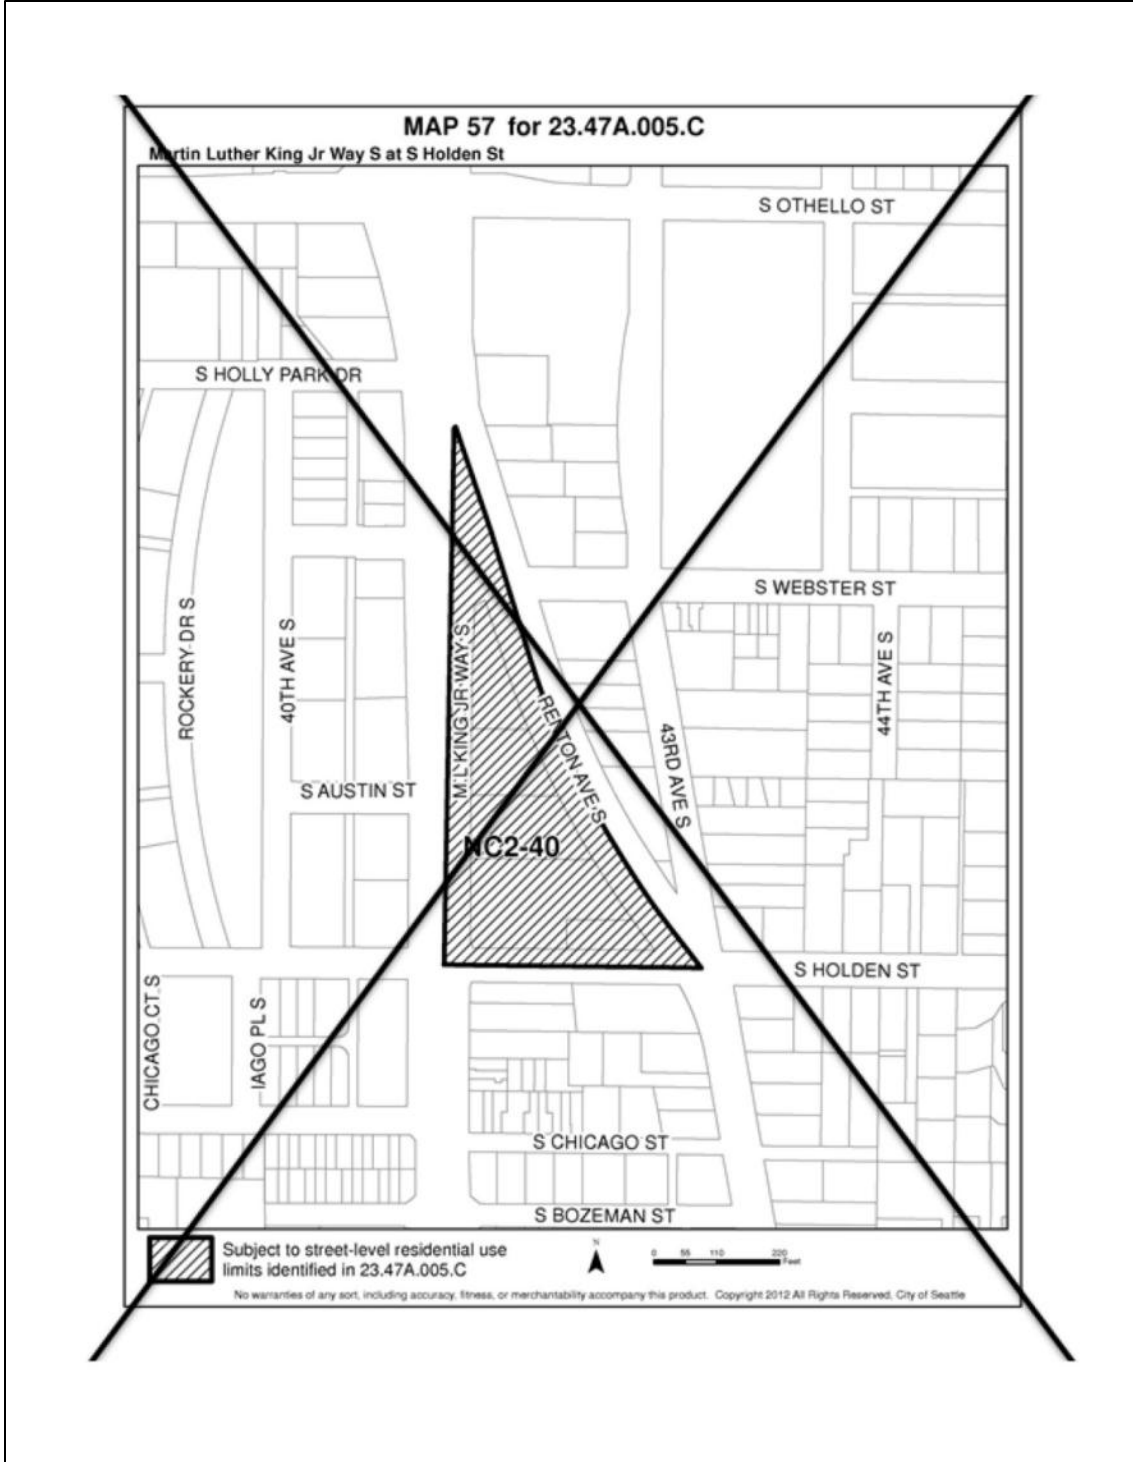 MAP 57 for 23.47A.005.C
Martin Luther King Jr Way S at S Holden St
S OTHELLO ST
S HOLLY PARK DR
S WEBSTER ST
ROCKERY DR S
40TH AVE S
M L KING JR WAY S
RENTON AVE S
43RD AVE S
44TH AVE S
S AUSTIN ST
NC2-40
S HOLDEN ST
CHICAGO CT S
IAGO PL S
S CHICAGO ST
S BOZEMAN ST
Subject to street-level residential use
limits identified in 23.47A.005.C
N
0 55 110 220
Feet
No warranties of any sort, including accuracy, fitness, or merchantability accompany this product. Copyright 2012 All Rights Reserved, City of Seattle